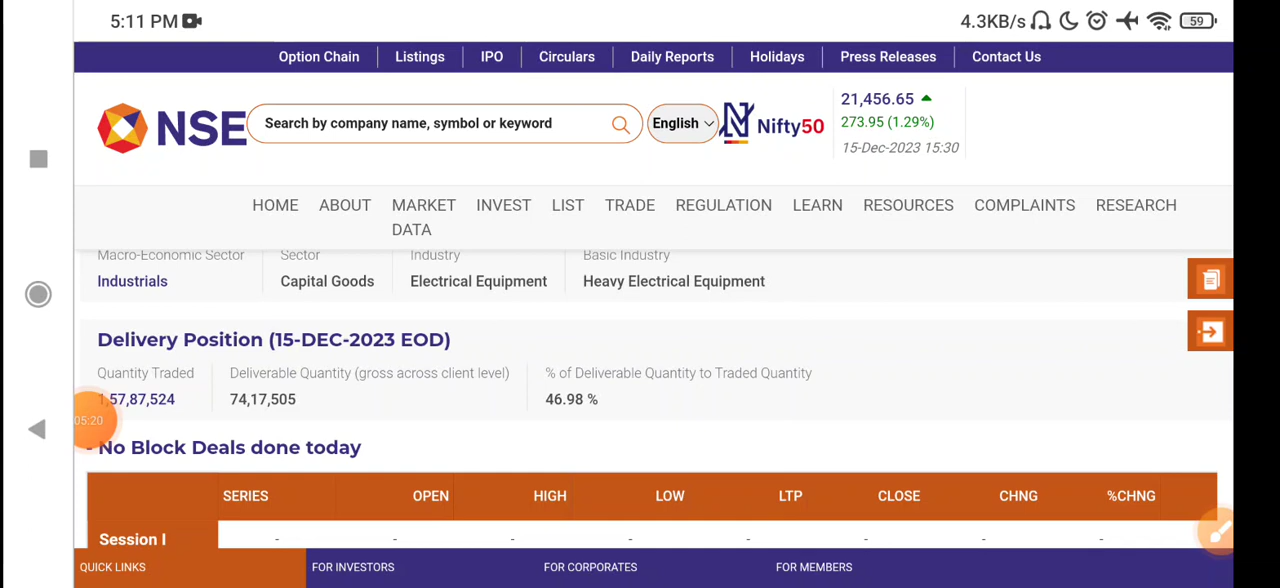 5:11 PM
4.3KB/s
59
Option Chain
Listings
IPO
Circulars
Daily Reports
Holidays
Press Releases
Contact Us
NSE
Search by company name, symbol or keyword
English
Nifty50
21,456.65
273.95 (1.29%)
15-Dec-2023 15:30
HOME
ABOUT
MARKET DATA
INVEST
LIST
TRADE
REGULATION
LEARN
RESOURCES
COMPLAINTS
RESEARCH
Macro-Economic Sector
Sector
Industry
Basic Industry
Industrials
Capital Goods
Electrical Equipment
Heavy Electrical Equipment
Delivery Position (15-DEC-2023 EOD)
Quantity Traded
Deliverable Quantity (gross across client level)
% of Deliverable Quantity to Traded Quantity
1,57,87,524
74,17,505
46.98 %
05:20
- No Block Deals done today
SERIES
OPEN
HIGH
LOW
LTP
CLOSE
CHNG
%CHNG
Session I
- - - - - - - -
QUICK LINKS
FOR INVESTORS
FOR CORPORATES
FOR MEMBERS